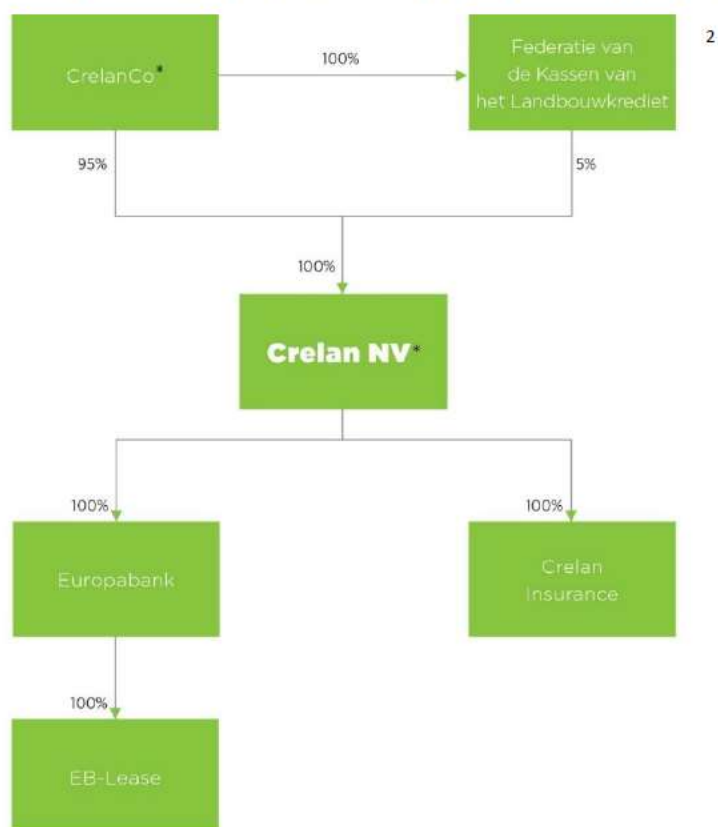 CrelanCo*
100%
Federatie van
de Kassen van
het Landbouwkrediet
2
95%
5%
100%
Crelan NV*
100%
100%
Europabank
Crelan
Insurance
100%
EB-Lease